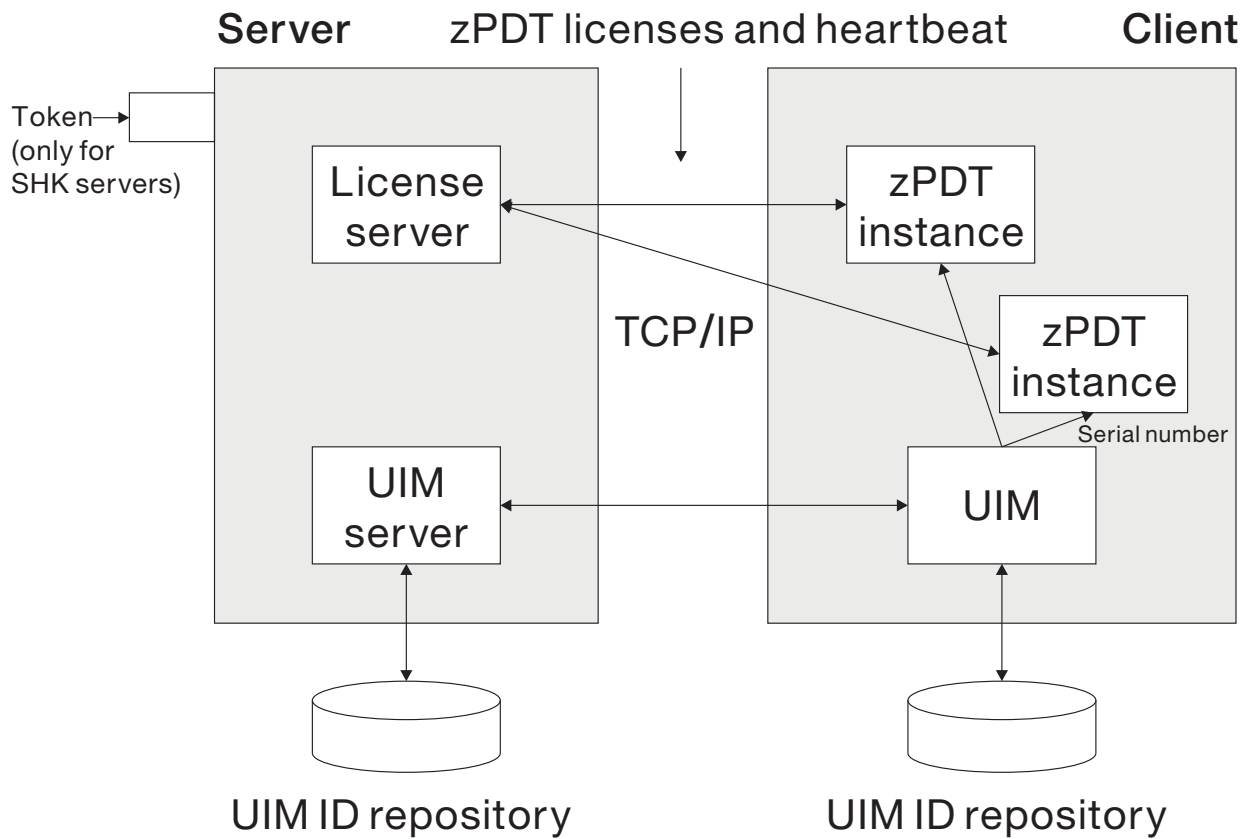 Server
zPDT licenses and heartbeat
Client
Token
(only for
SHK servers)
License
server
zPDT
instance
TCP/IP
zPDT
instance
Serial number
UIM
server
UIM
UIM ID repository
UIM ID repository